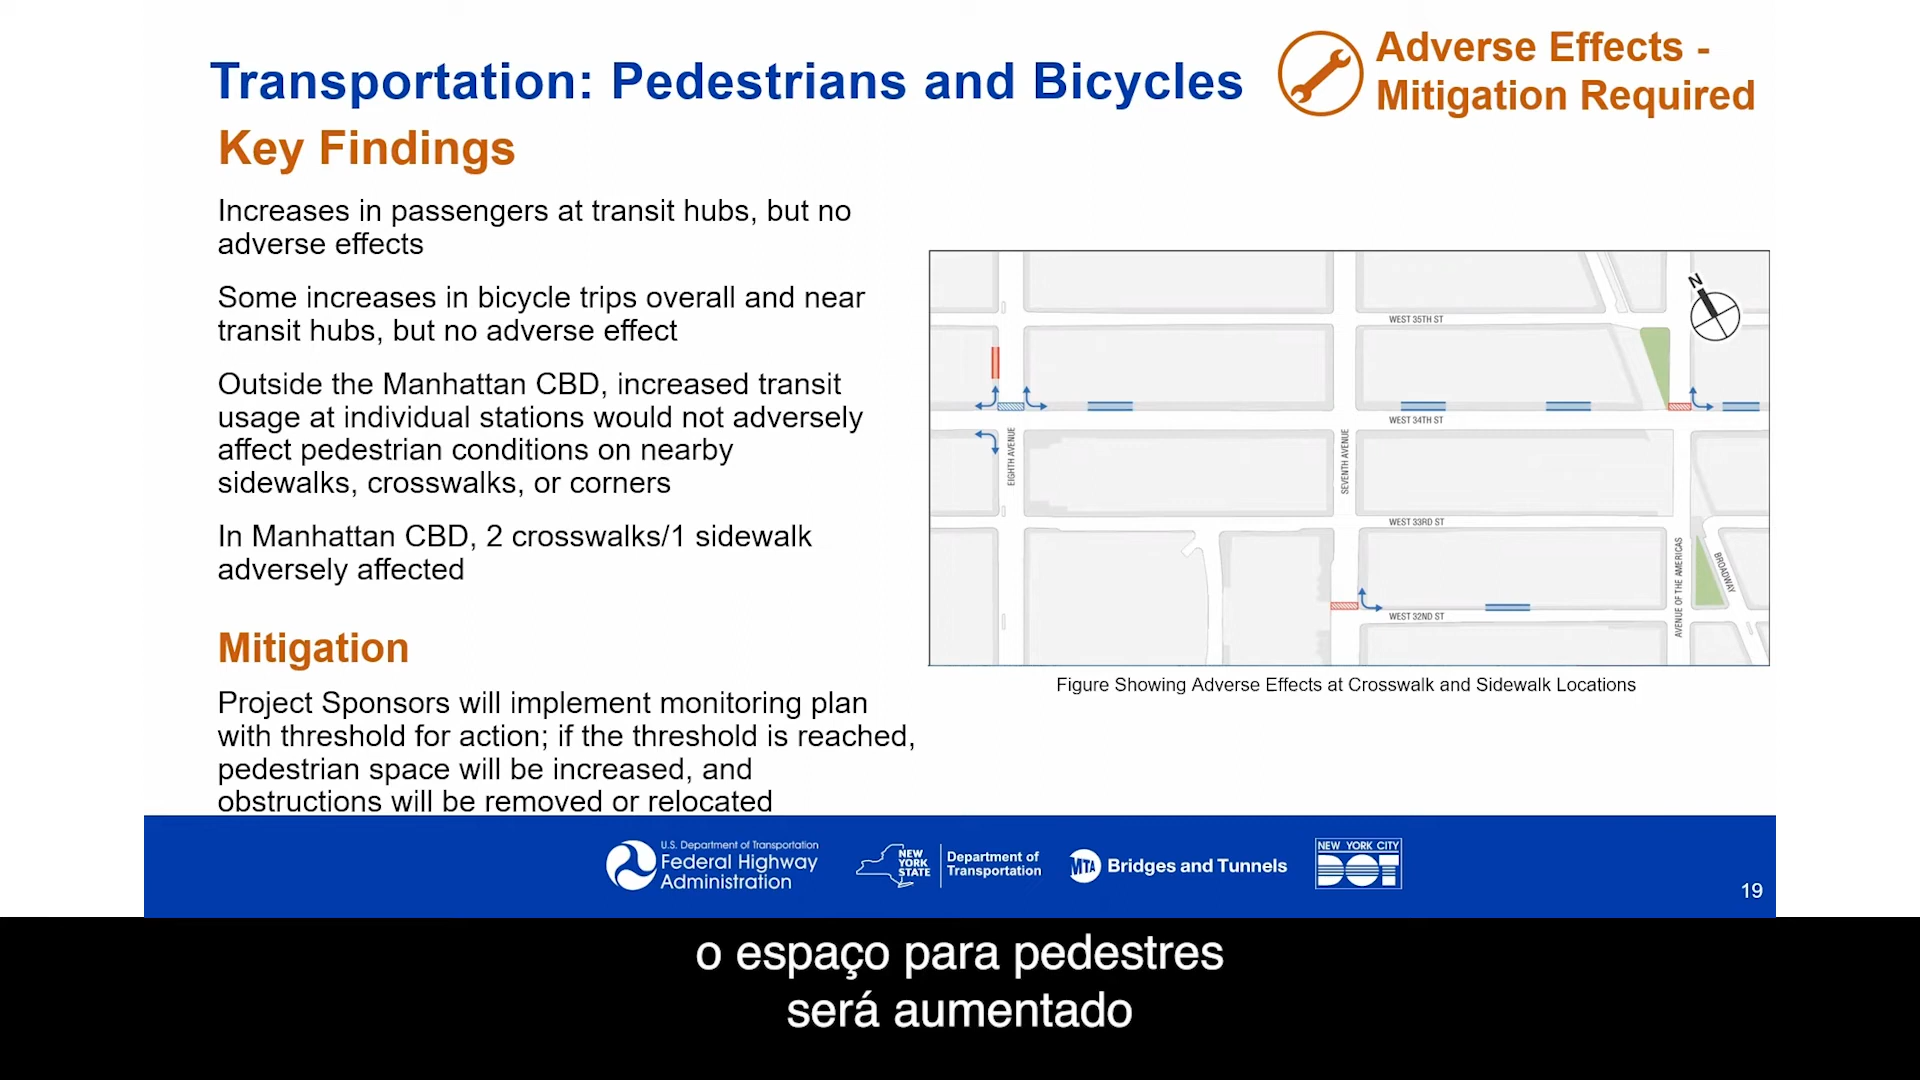 Transportation: Pedestrians and Bicycles
Adverse Effects -
Mitigation Required
Key Findings
Increases in passengers at transit hubs, but no
adverse effects
Some increases in bicycle trips overall and near
transit hubs, but no adverse effect
Outside the Manhattan CBD, increased transit
usage at individual stations would not adversely
affect pedestrian conditions on nearby
sidewalks, crosswalks, or corners
In Manhattan CBD, 2 crosswalks/1 sidewalk
adversely affected
Mitigation
Project Sponsors will implement monitoring plan
with threshold for action; if the threshold is reached,
pedestrian space will be increased, and
obstructions will be removed or relocated
N
WEST 35TH ST
WEST 34TH ST
EIGHTH AVENUE
SEVENTH AVENUE
WEST 33RD ST
AVENUE OF THE AMERICAS
BROADWAY
WEST 32ND ST
Figure Showing Adverse Effects at Crosswalk and Sidewalk Locations
U.S. Department of Transportation
Federal Highway
Administration
NEW
YORK
STATE
Department of
Transportation
MTA
Bridges and Tunnels
NEW YORK CITY
DOT
19
o espaço para pedestres
será aumentado